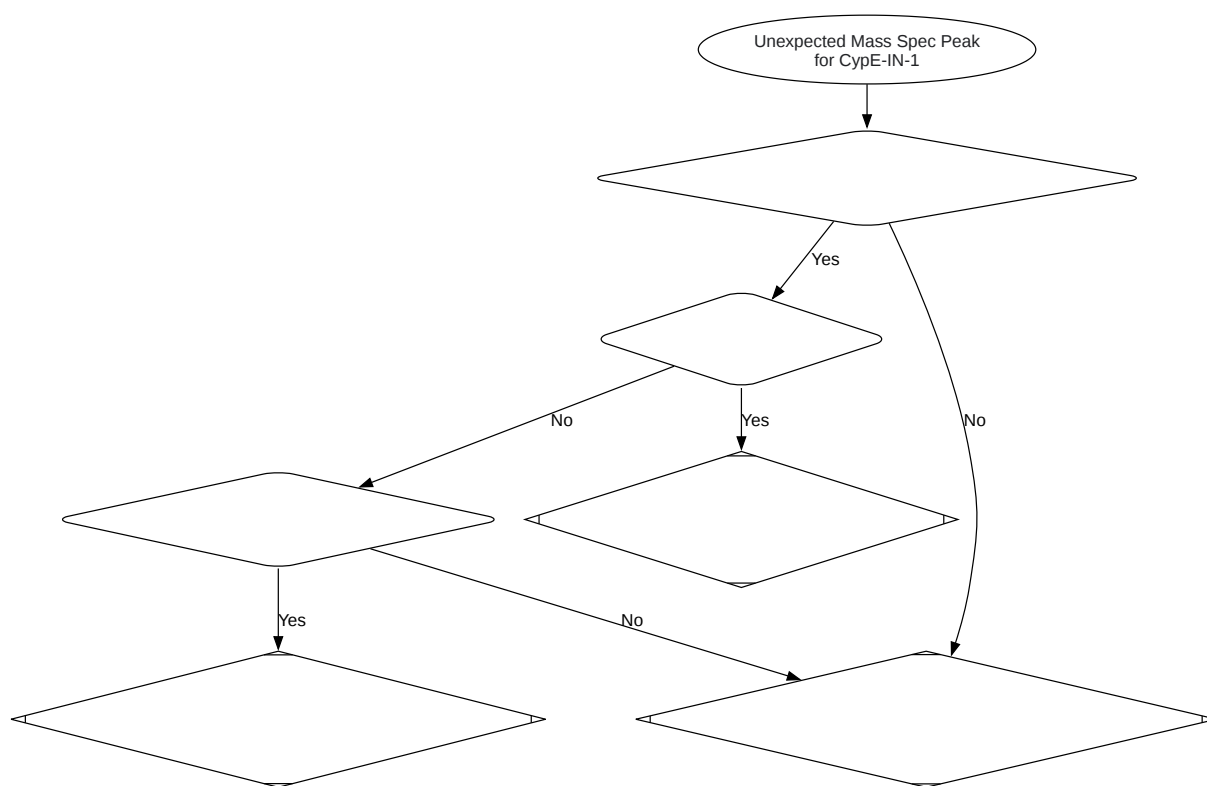 Unexpected Mass Spec Peak
for CypE-IN-1
Yes
No
Yes
No
Yes
No